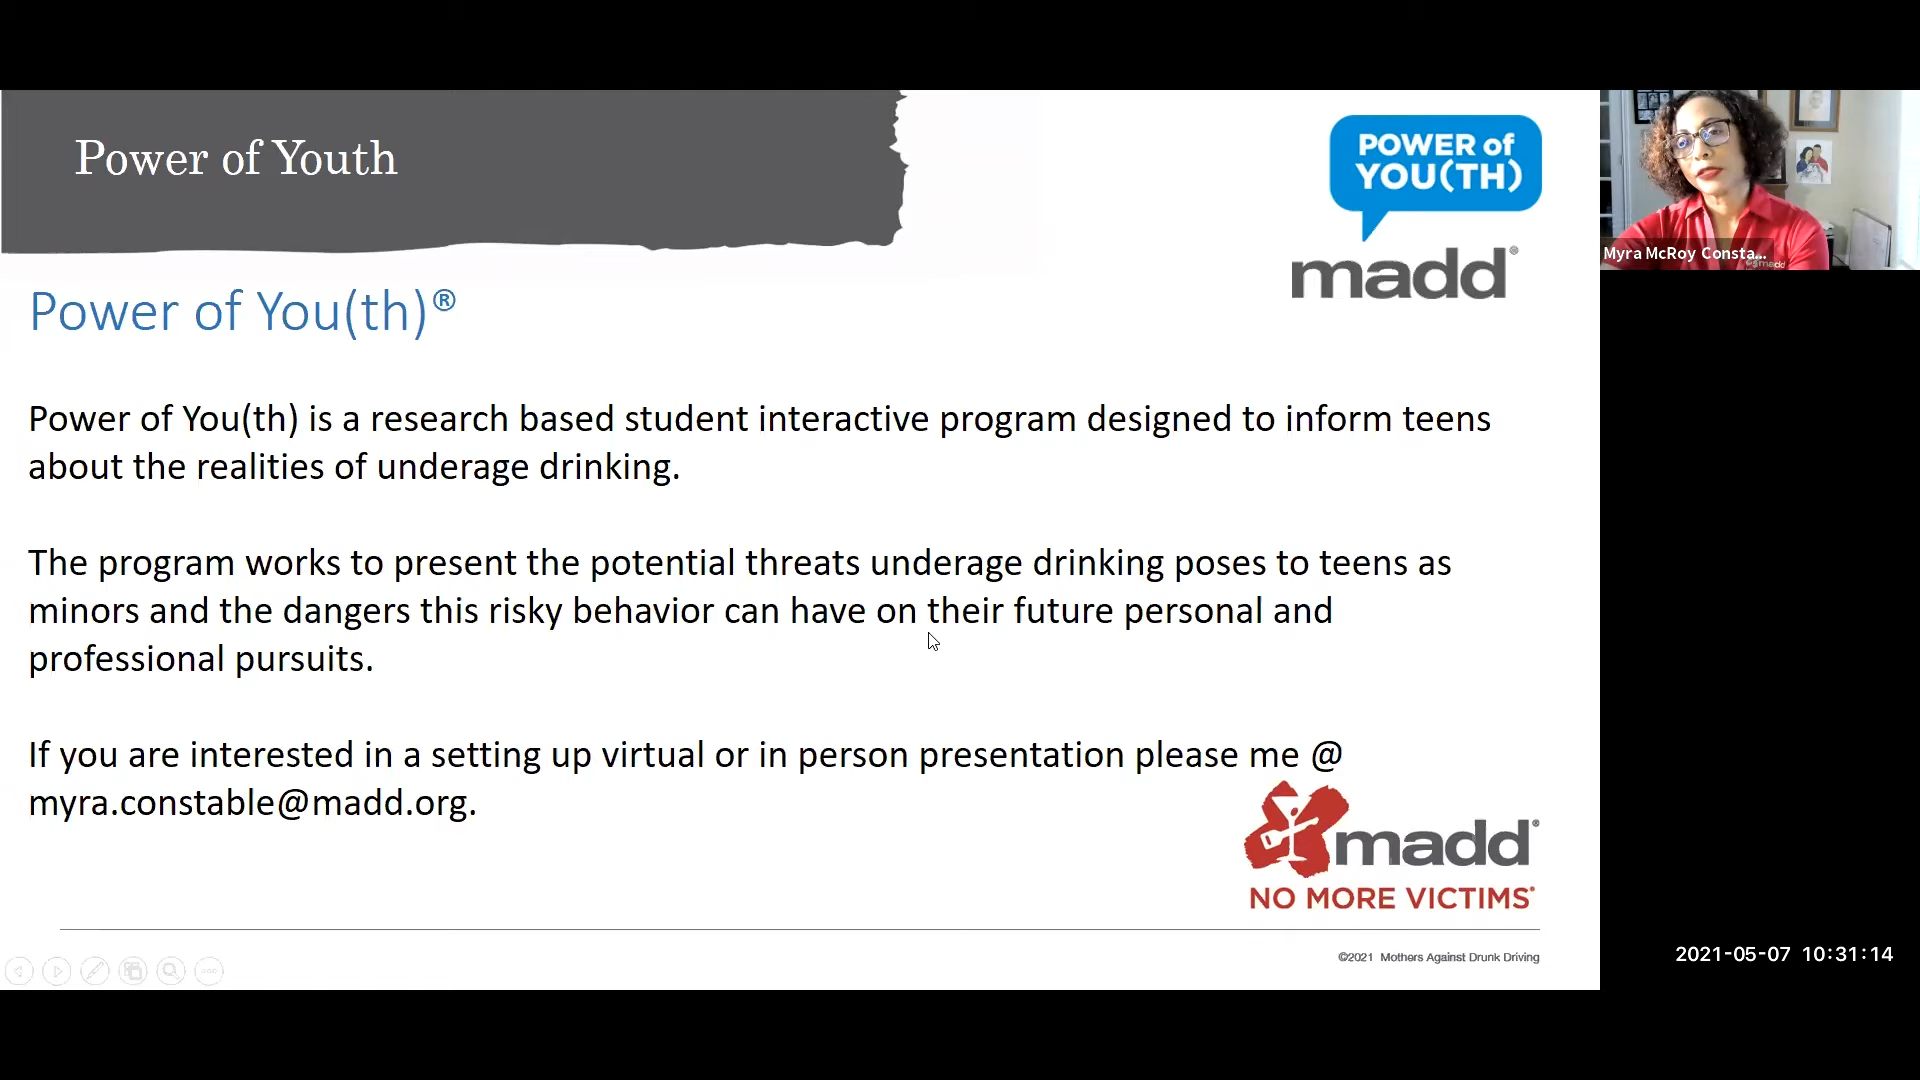 Power of Youth
POWER of
YOU(TH)
madd®
Myra McRoy Consta...
madd
Power of You(th)®
Power of You(th) is a research based student interactive program designed to inform teens
about the realities of underage drinking.
The program works to present the potential threats underage drinking poses to teens as
minors and the dangers this risky behavior can have on their future personal and
professional pursuits.
If you are interested in a setting up virtual or in person presentation please me @
myra.constable@madd.org.
madd®
NO MORE VICTIMS®
©2021 Mothers Against Drunk Driving
2021-05-07 10:31:14